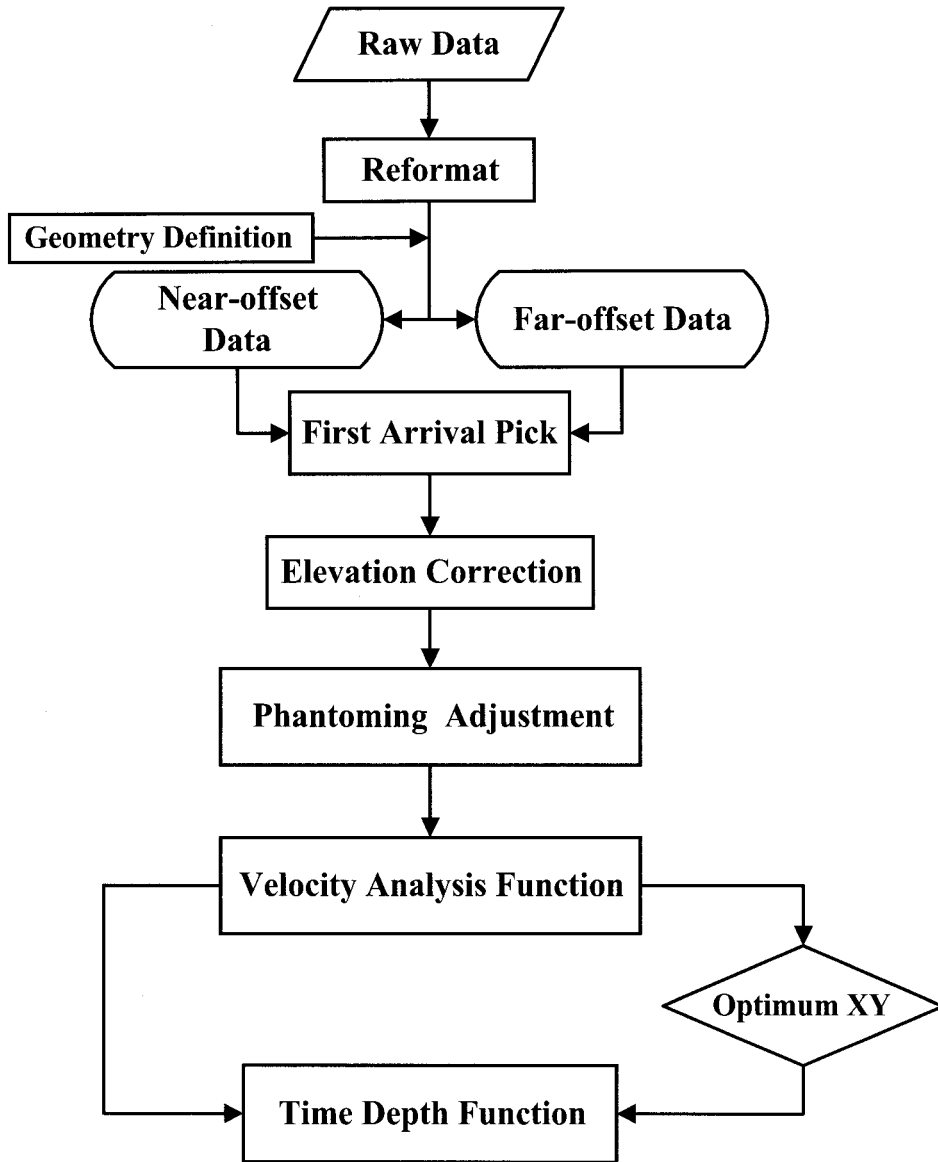 Raw Data
Reformat
Geometry Definition
Near-offset
Data
Far-offset Data
First Arrival Pick
Elevation Correction
Phantoming Adjustment
Velocity Analysis Function
Optimum XY
Time Depth Function